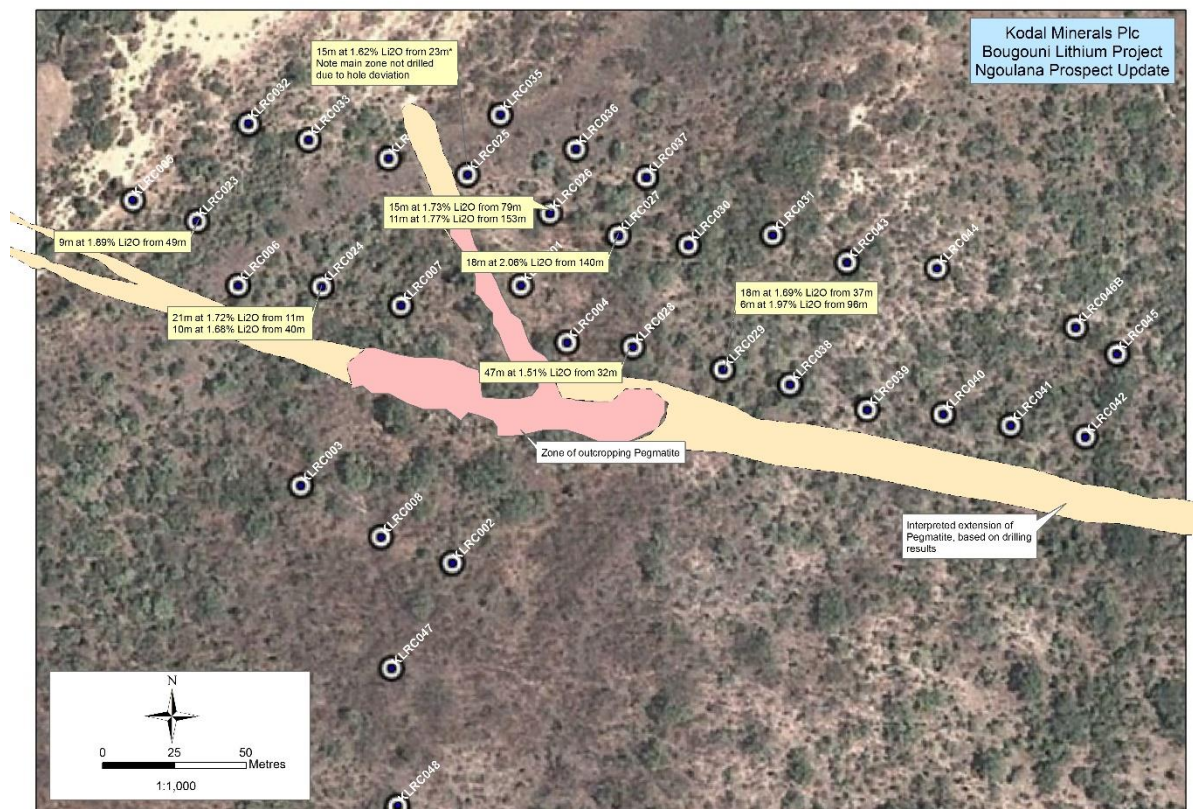 Kodal Minerals Plc
Bougouni Lithium Project
Ngoulana Prospect Update
15m at 1.62% Li2O from 23m*
Note main zone not drilled
due to hole deviation
KLRC032
KLRC033
KLRC035
KLRC025
KLRC036
KLRC037
KLRC023
KLRC026
KLRC027
KLRC030
KLRC031
KLRC043
KLRC044
15m at 1.73% Li2O from 79m
11m at 1.77% Li2O from 153m
9m at 1.89% Li2O from 49m
18m at 2.06% Li2O from 140m
KLRC006
KLRC024
KLRC007
KLRC004
KLRC028
18m at 1.69% Li2O from 37m
6m at 1.97% Li2O from 96m
21m at 1.72% Li2O from 11m
10m at 1.68% Li2O from 40m
KLRC046B
KLRC045
KLRC029
KLRC038
47m at 1.51% Li2O from 32m
KLRC039
KLRC040
KLRC041
KLRC042
Zone of outcropping Pegmatite
KLRC003
KLRC008
KLRC002
Interpreted extension of
Pegmatite, based on drilling
results
KLRC047
KLRC048
N
0 25 50
Metres
1:1,000